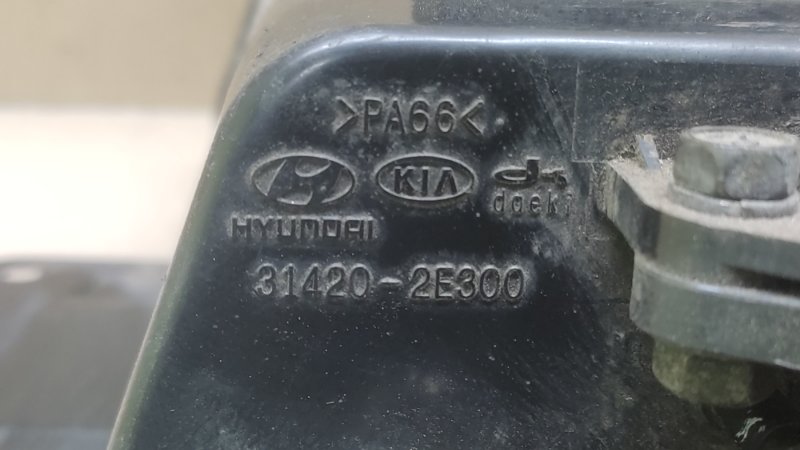 >PA66<
KIA daeki
HYUNDAI
31420-2E300